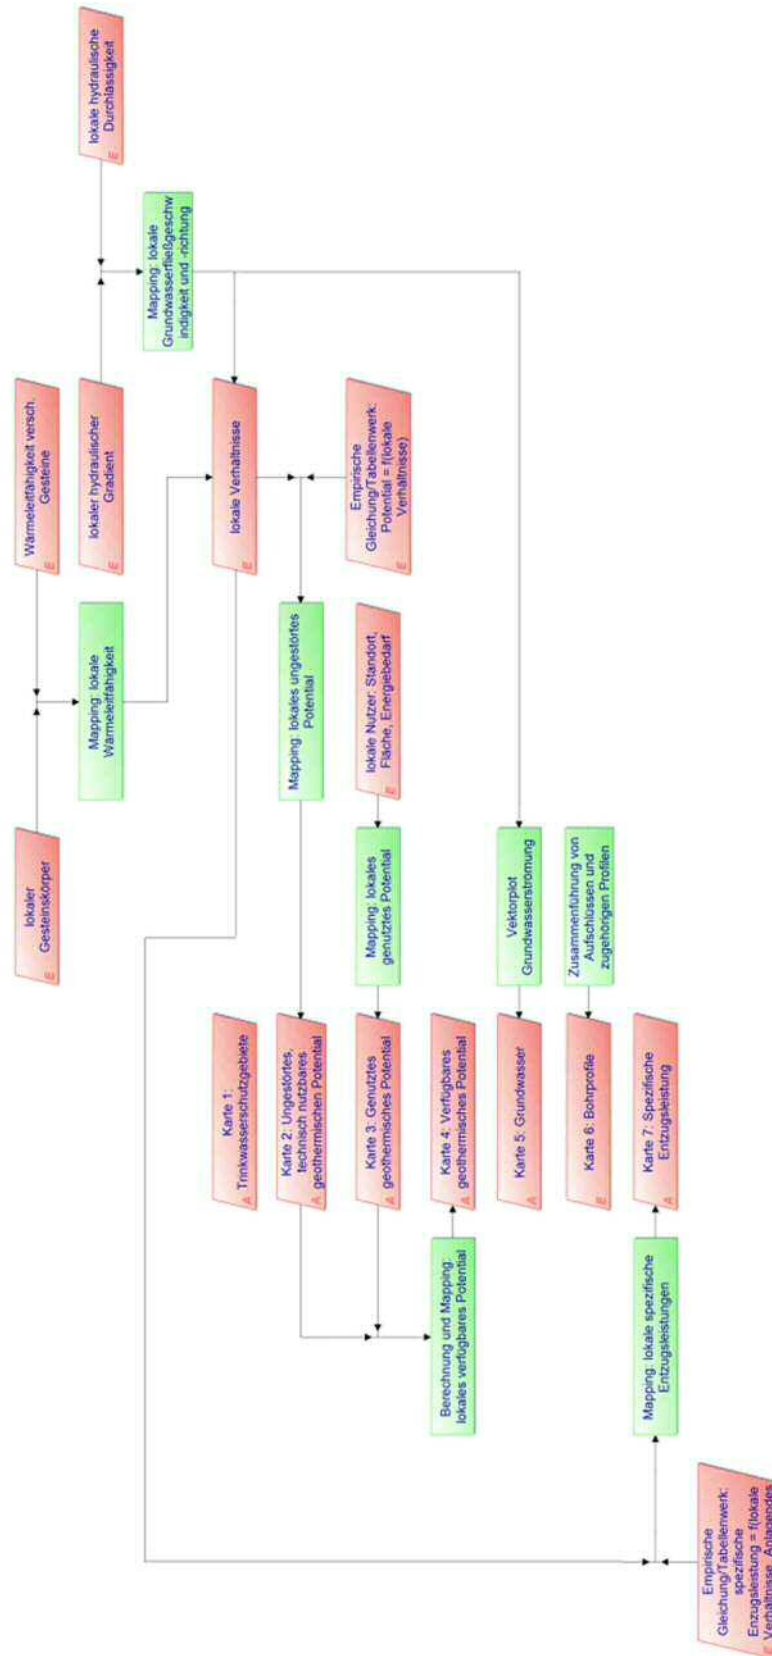 lokale hydraulische
Durchlässigkeit
E
Mapping: lokale
Grundwasserfließgeschw
indigkeit und -richtung
Wärmeleitfähigkeit versch.
Gesteine
E
lokaler hydraulischer
Gradient
E
lokale Verhältnisse
E
Empirische
Gleichung/Tabellenwerk:
Potential = f(lokale
Verhältnisse)
E
Mapping: lokale
Wärmeleitfähigkeit
Mapping: lokales ungestörtes
Potential
lokale Nutzer: Standort,
Fläche, Energiebedarf
E
lokaler
Gesteinskörper
E
Mapping: lokales
genutztes Potential
Vektorplot
Grundwasserströmung
Zusammenführung von
Aufschlüssen und
zugehörigen Profilen
Karte 1:
Trinkwasserschutzgebiete
A
Karte 2: Ungestörtes,
technisch nutzbares
geothermischen Potential
A
Karte 3: Genutztes
geothermisches Potential
A
Karte 4: Verfügbares
geothermisches Potential
A
Karte 5: Grundwasser
A
Karte 6: Bohrprofile
E
Karte 7: Spezifische
Entzugsleistung
A
Berechnung und Mapping:
lokales verfügbares Potential
Mapping: lokale spezifische
Entzugsleistungen
Empirische
Gleichung/Tabellenwerk:
spezifische
Enzugsleistung = f(lokale
Verhältnisse, Anlagendes
E